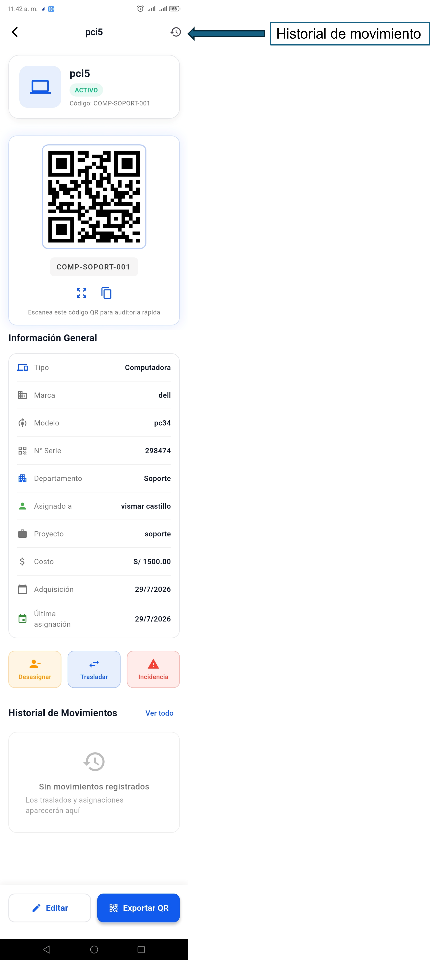 11:42 a. m.
pci5
Historial de movimiento
pci5
ACTIVO
Código: COMP-SOPORT-001
COMP-SOPORT-001
Escanea este código QR para auditoría rápida
Información General
Tipo Computadora
Marca dell
Modelo pc34
N° Serie 298474
Departamento Soporte
Asignado a vismar castillo
Proyecto soporte
Costo S/ 1500.00
Adquisición 29/7/2026
Última
asignación 29/7/2026
Desasignar
Trasladar
Incidencia
Historial de Movimientos Ver todo
Sin movimientos registrados
Los traslados y asignaciones
aparecerán aquí
Editar
Exportar QR